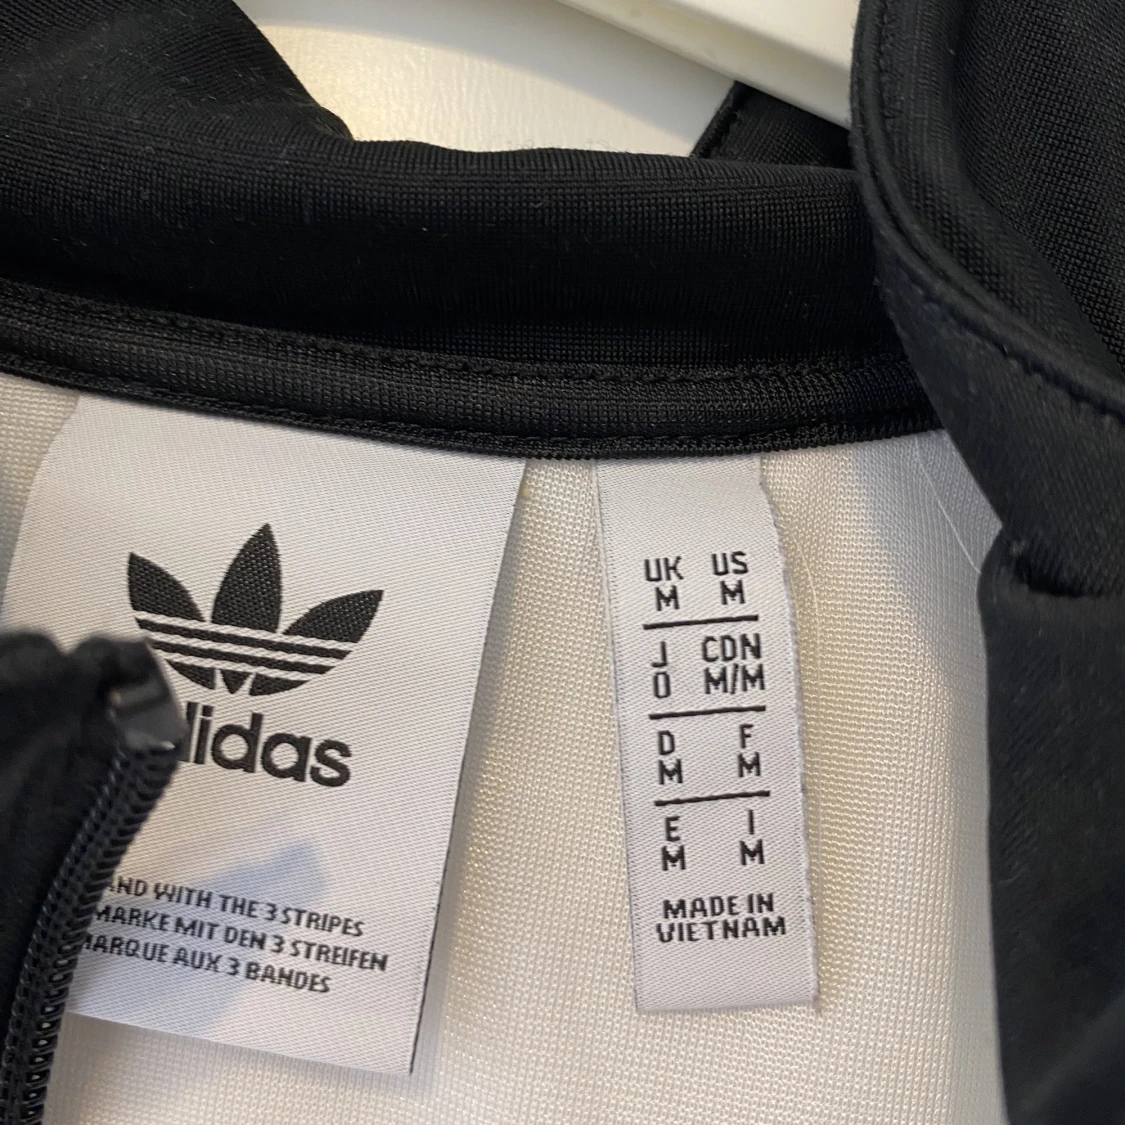 adidas
AND WITH THE 3 STRIPES
MARKE MIT DEN 3 STREIFEN
MARQUE AUX 3 BANDES
UK US
M M
J CDN
O M/M
D F
M M
E I
M M
MADE IN
VIETNAM